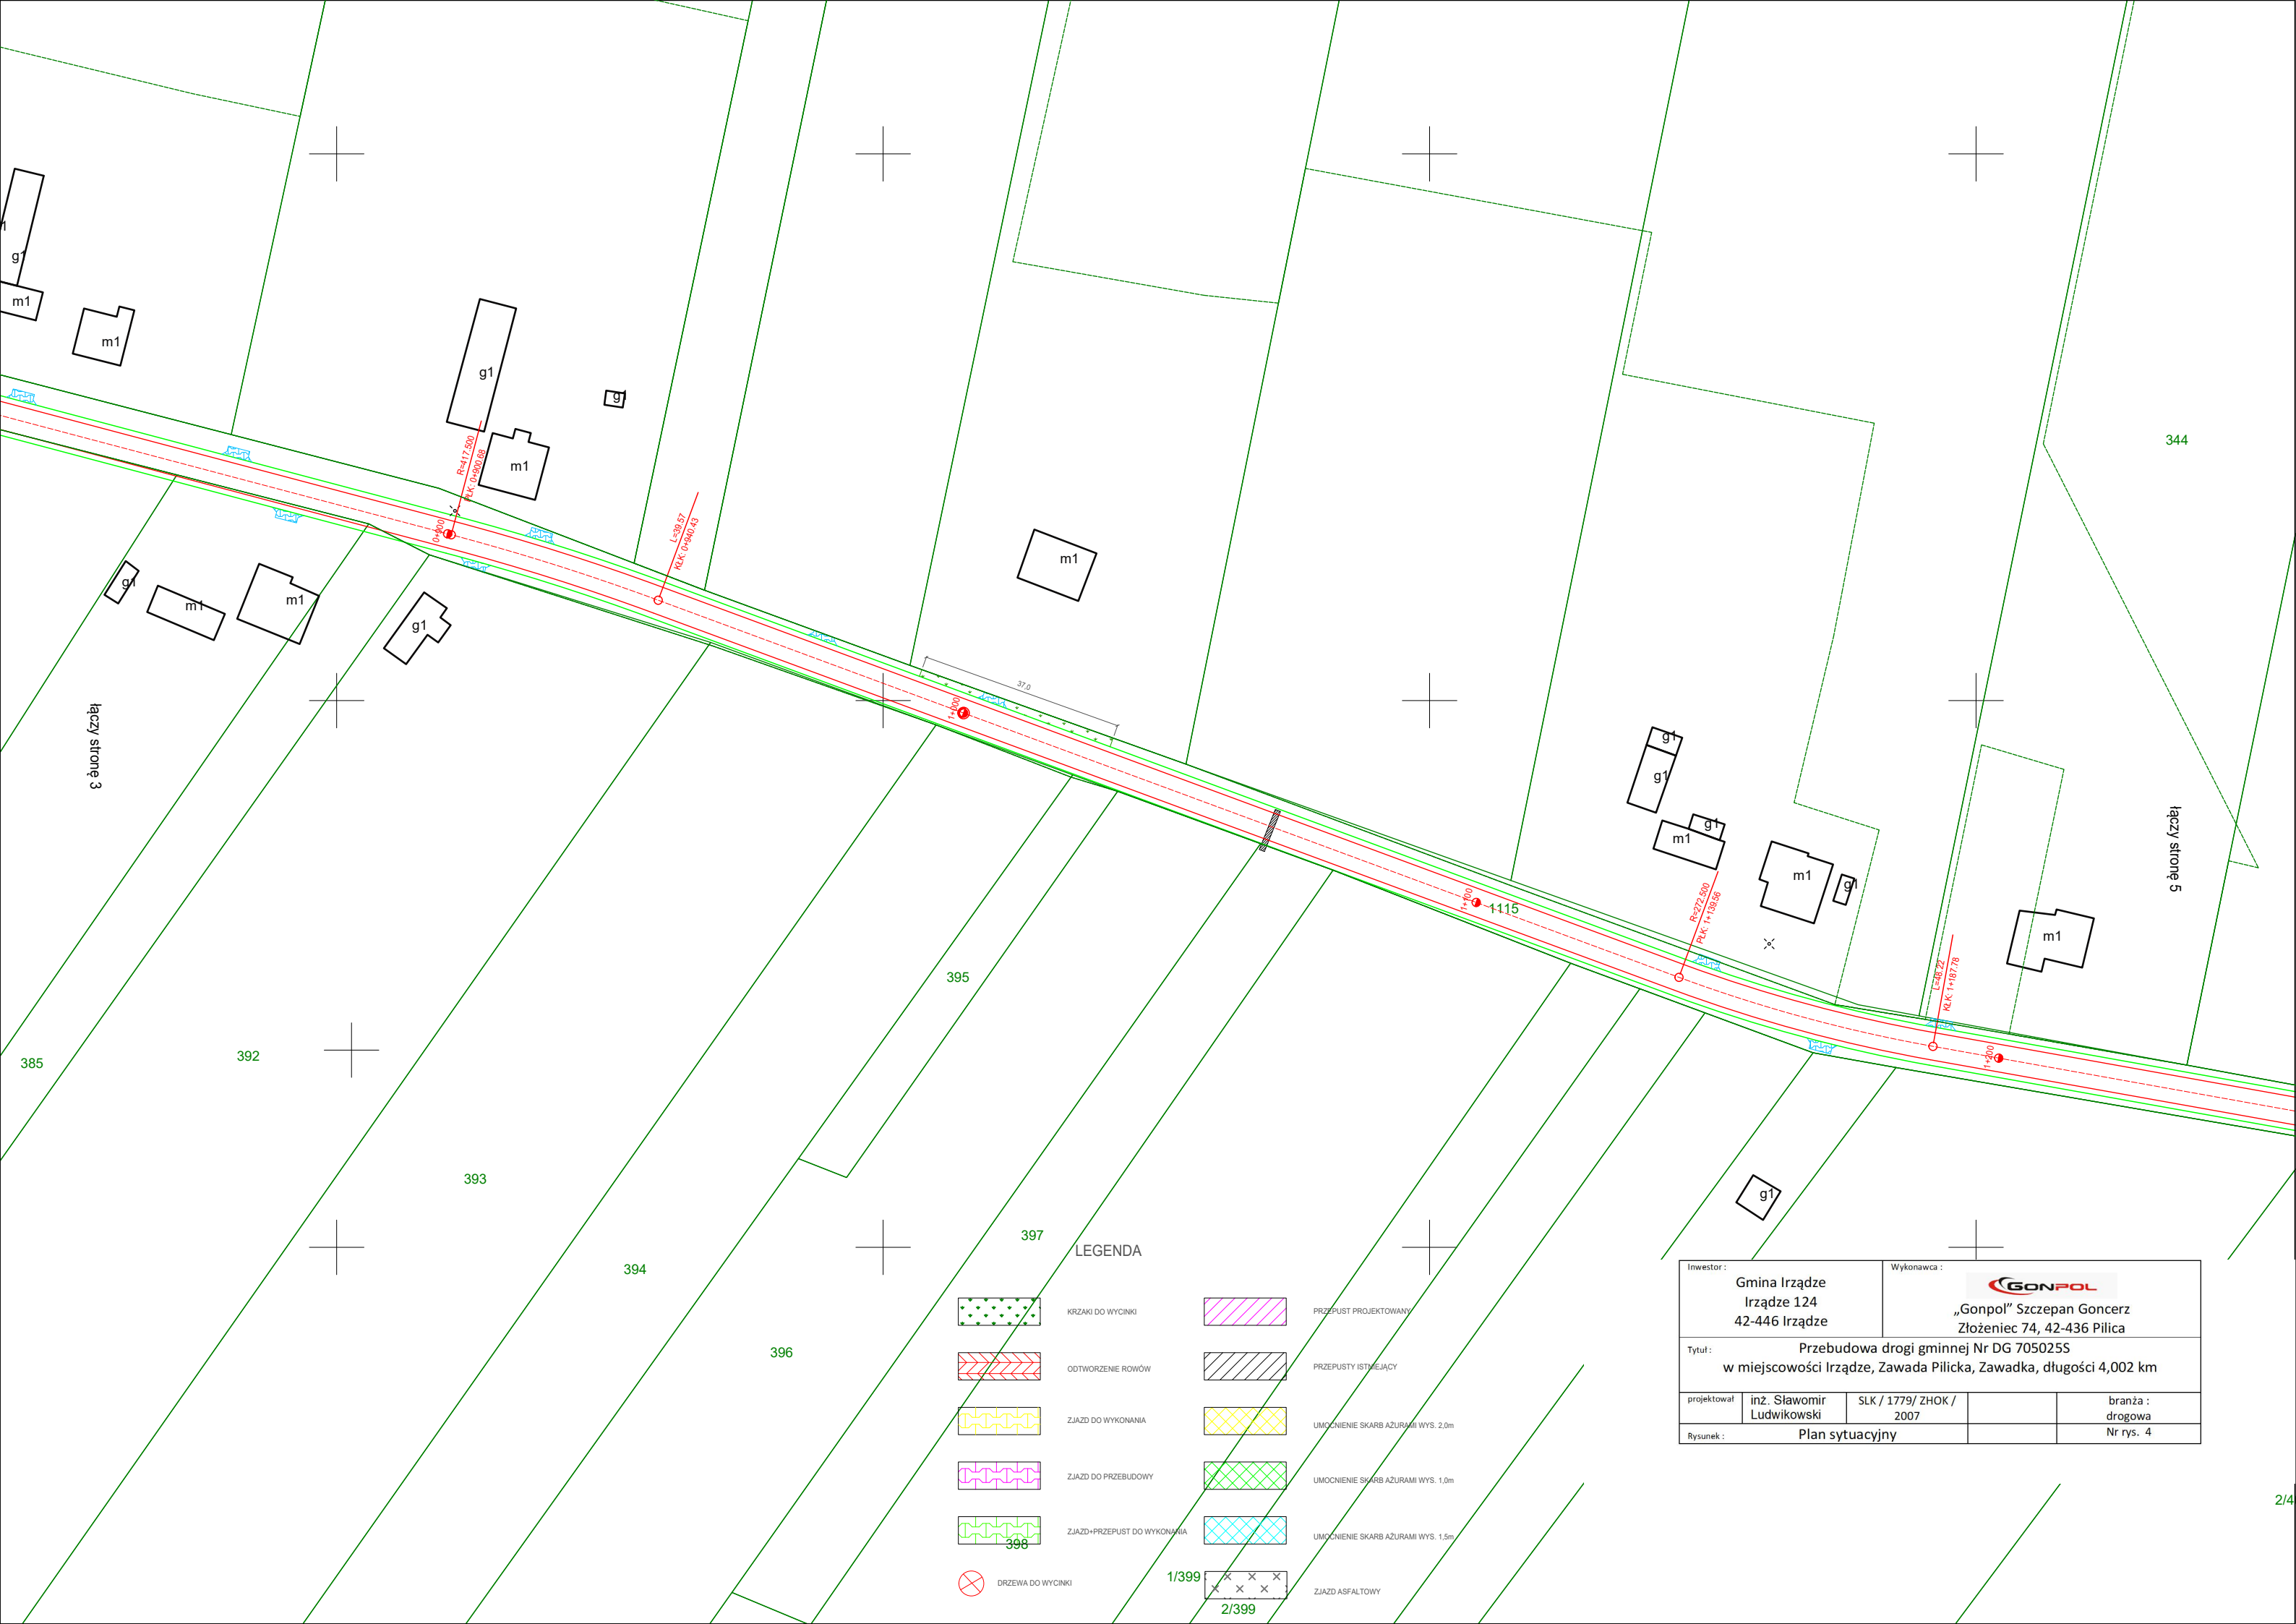 g1
m1
m1
g1
g1
m1
R=417.500
PŁK: 0+900.68
0+900
L=39.57
KŁK: 0+940.43
344
g1
m1
m1
g1
m1
37,0
1+000
łączy stronę 3
g1
g1
g1
m1
m1
g1
łączy stronę 5
R=272.500
PŁK: 1+139.56
1+100
1115
m1
L=48.22
KŁK: 1+187.78
1+200
395
385
392
393
g1
397
394
396
LEGENDA
KRZAKI DO WYCINKI
PRZEPUST PROJEKTOWANY
ODTWORZENIE ROWÓW
PRZEPUSTY ISTNIEJĄCY
ZJAZD DO WYKONANIA
UMOCNIENIE SKARB AŻURAMI WYS. 2,0m
ZJAZD DO PRZEBUDOWY
UMOCNIENIE SKARB AŻURAMI WYS. 1,0m
ZJAZD+PRZEPUST DO WYKONANIA
UMOCNIENIE SKARB AŻURAMI WYS. 1,5m
398
DRZEWA DO WYCINKI
1/399
ZJAZD ASFALTOWY
2/399
Inwestor :
Gmina Irządze
Irządze 124
42-446 Irządze
Wykonawca :
GONPOL
„Gonpol” Szczepan Goncerz
Złożeniec 74, 42-436 Pilica
Tytuł :
Przebudowa drogi gminnej Nr DG 705025S
w miejscowości Irządze, Zawada Pilicka, Zawadka, długości 4,002 km
projektował
inż. Sławomir
Ludwikowski
SLK / 1779/ ZHOK /
2007
branża :
drogowa
Rysunek :
Plan sytuacyjny
Nr rys. 4
2/4